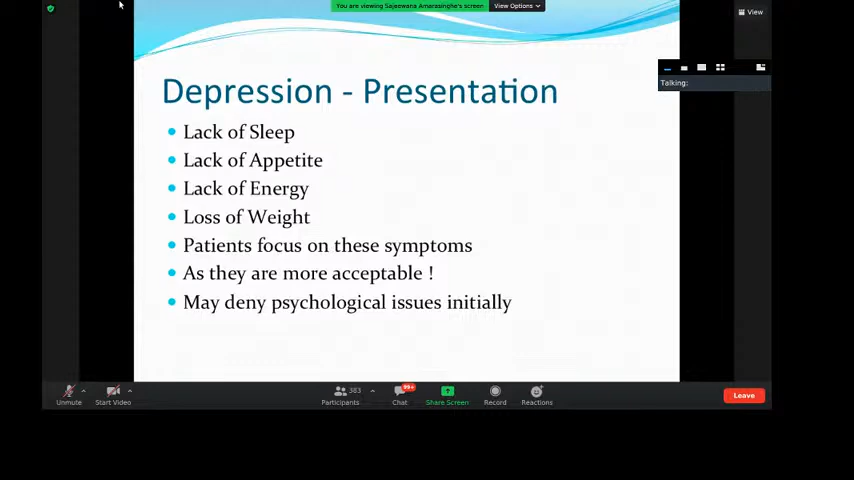 You are viewing Sajeewana Amarasinghe's screen
View Options
View
Talking:
Depression - Presentation
Lack of Sleep
Lack of Appetite
Lack of Energy
Loss of Weight
Patients focus on these symptoms
As they are more acceptable !
May deny psychological issues initially
Unmute
Start Video
Participants
383
Chat
99+
Share Screen
Record
Reactions
Leave